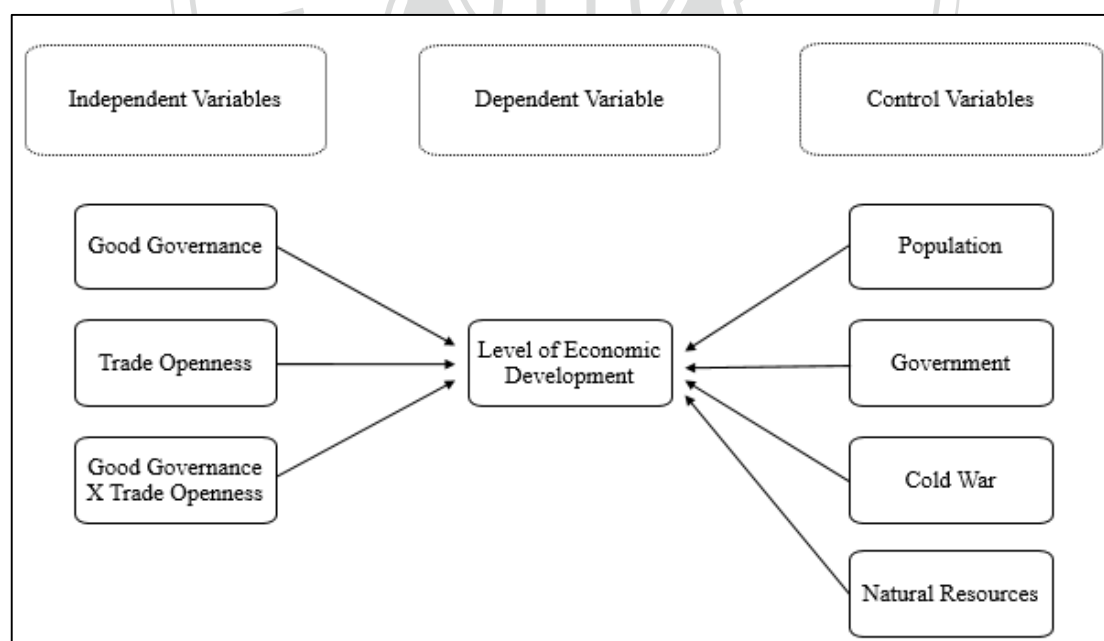 Independent Variables
Dependent Variable
Control Variables
Good Governance
Trade Openness
Good Governance
X Trade Openness
Level of Economic
Development
Population
Government
Cold War
Natural Resources